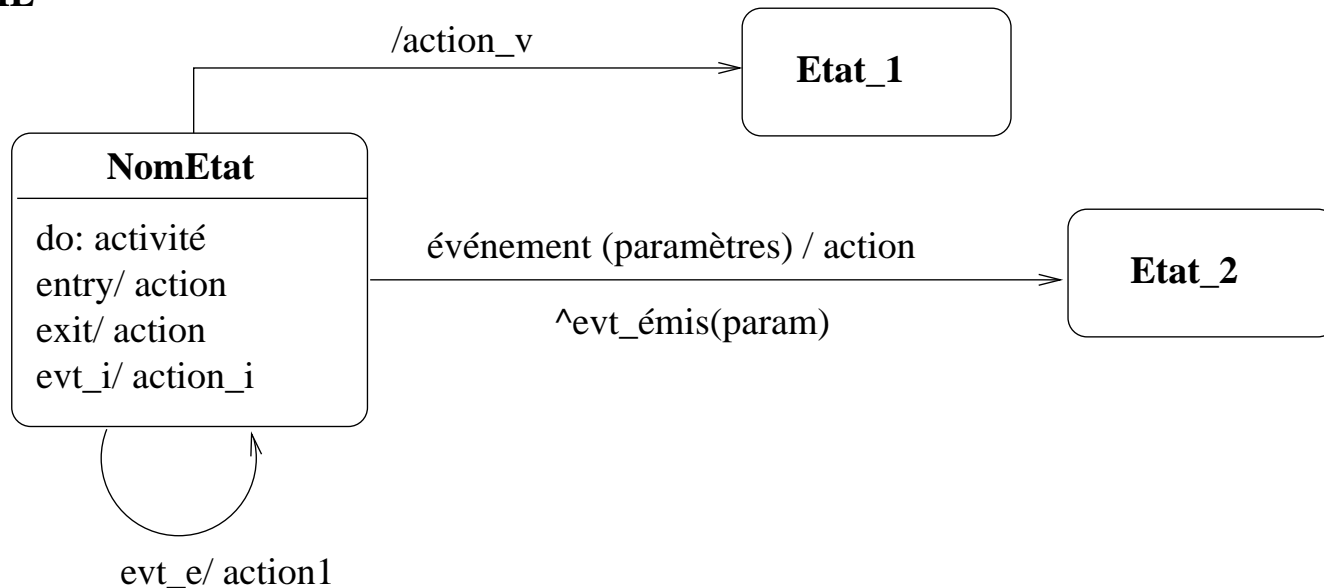 /action_v
Etat_1
NomEtat
do: activité
entry/ action
exit/ action
evt_i/ action_i
événement (paramètres) / action
^evt_émis(param)
Etat_2
evt_e/ action1